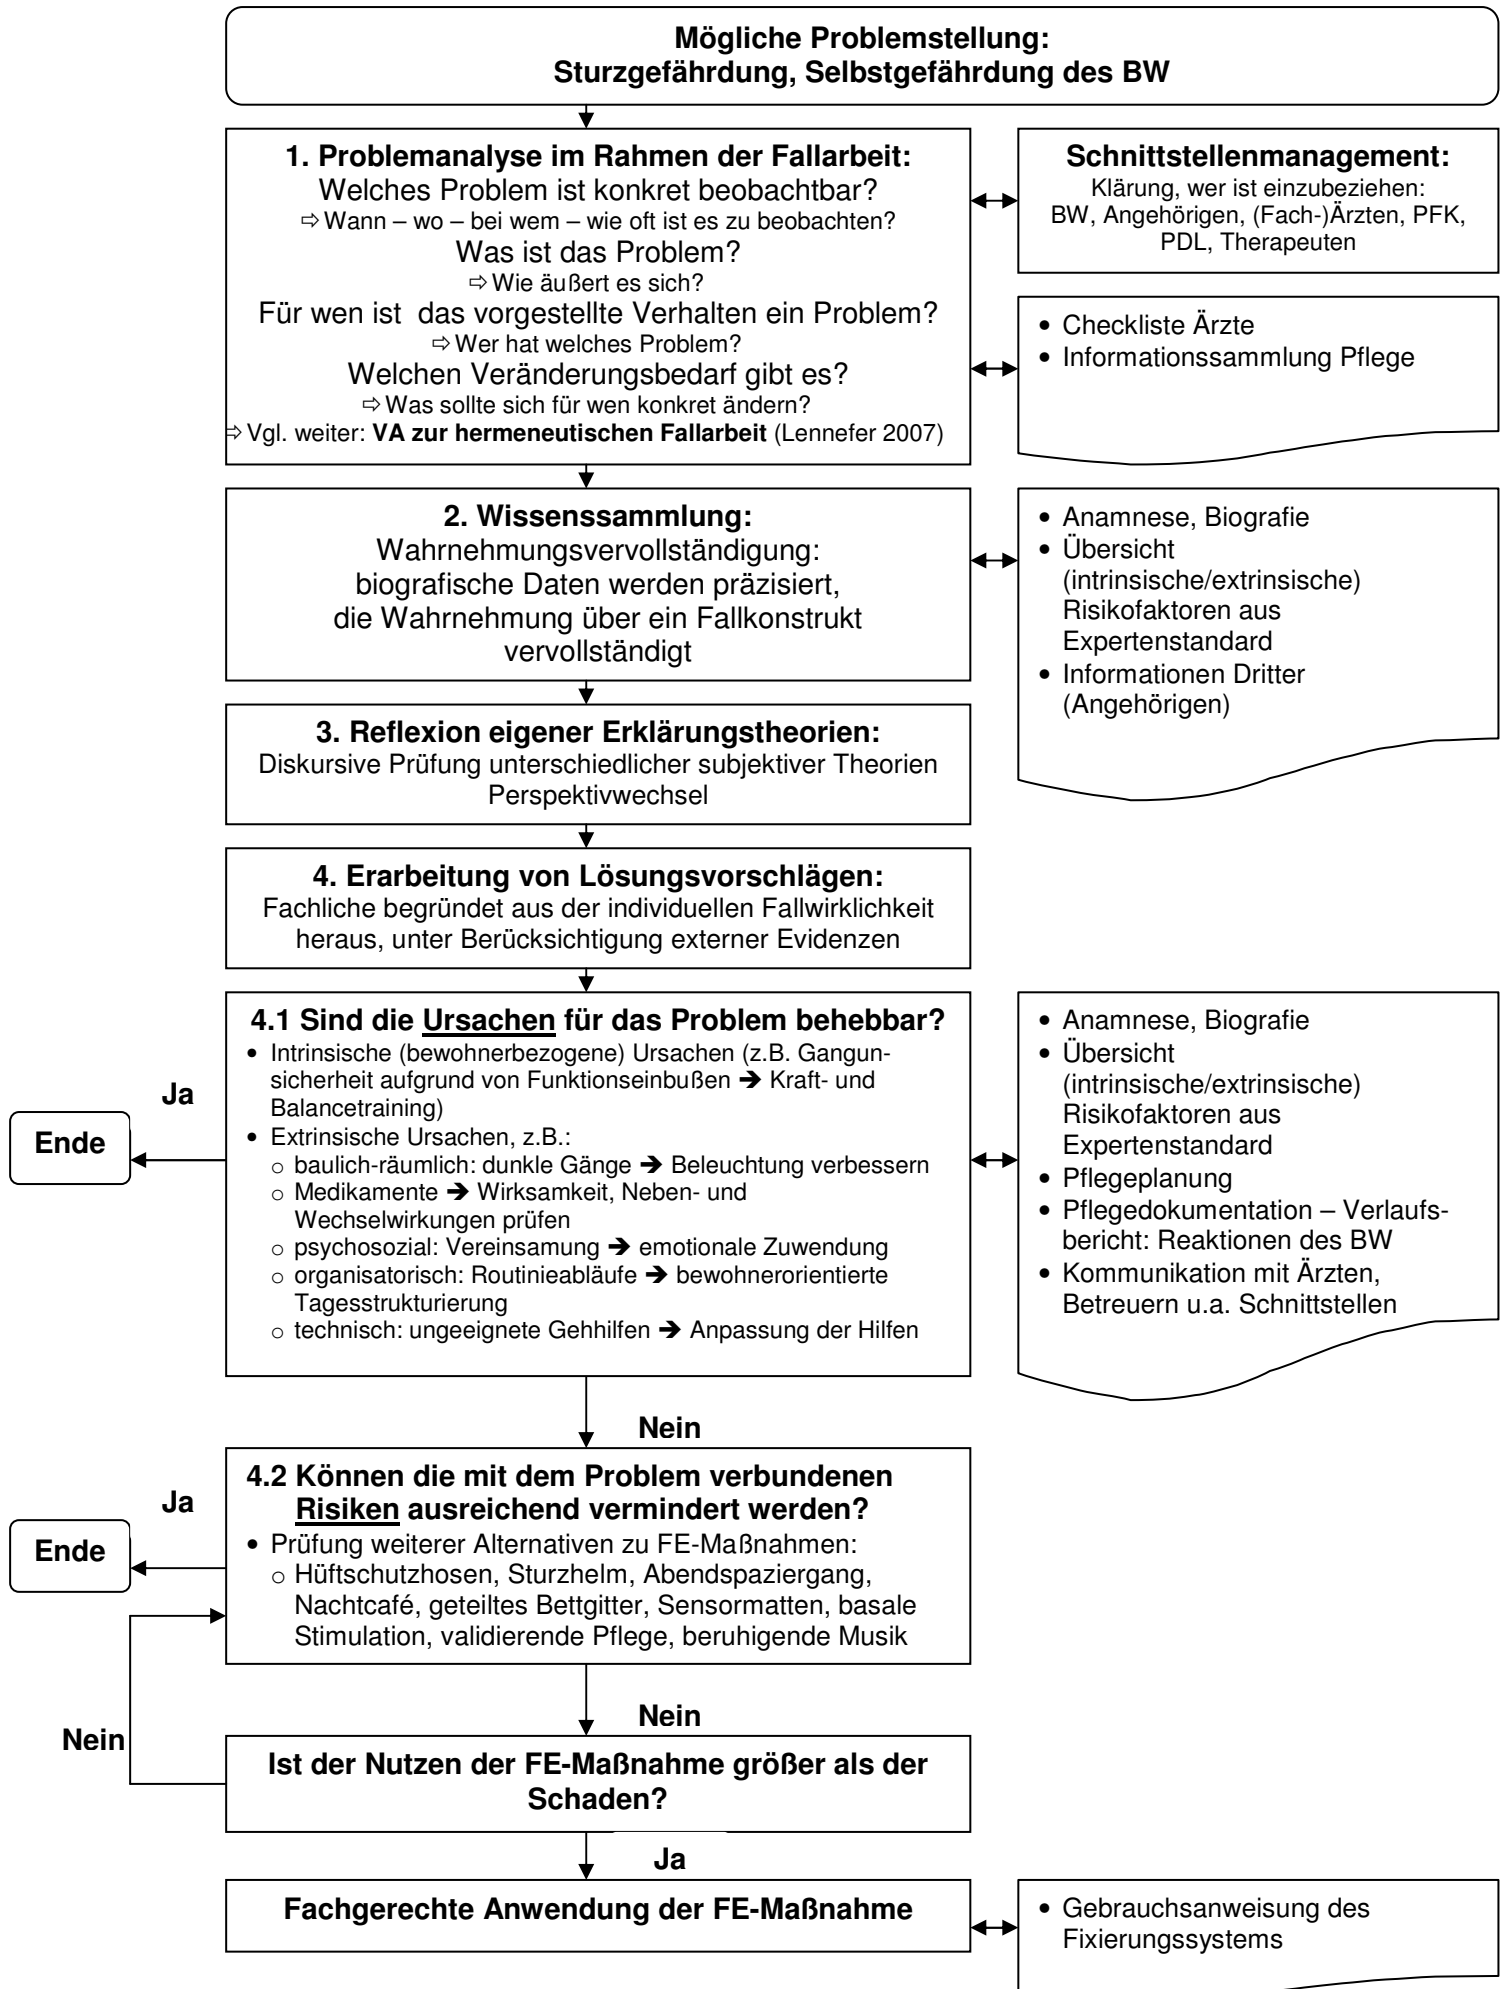 Mögliche Problemstellung:
Sturzgefährdung, Selbstgefährdung des BW
1. Problemanalyse im Rahmen der Fallarbeit:
Welches Problem ist konkret beobachtbar?
⇨ Wann – wo – bei wem – wie oft ist es zu beobachten?
Was ist das Problem?
⇨ Wie äußert es sich?
Für wen ist das vorgestellte Verhalten ein Problem?
⇨ Wer hat welches Problem?
Welchen Veränderungsbedarf gibt es?
⇨ Was sollte sich für wen konkret ändern?
⇨ Vgl. weiter: VA zur hermeneutischen Fallarbeit (Lennefer 2007)
Schnittstellenmanagement:
Klärung, wer ist einzubeziehen:
BW, Angehörigen, (Fach-)Ärzten, PFK,
PDL, Therapeuten
• Checkliste Ärzte
• Informationssammlung Pflege
2. Wissenssammlung:
Wahrnehmungsvervollständigung:
biografische Daten werden präzisiert,
die Wahrnehmung über ein Fallkonstrukt
vervollständigt
• Anamnese, Biografie
• Übersicht
(intrinsische/extrinsische)
Risikofaktoren aus
Expertenstandard
• Informationen Dritter
(Angehörigen)
3. Reflexion eigener Erklärungstheorien:
Diskursive Prüfung unterschiedlicher subjektiver Theorien
Perspektivwechsel
4. Erarbeitung von Lösungsvorschlägen:
Fachliche begründet aus der individuellen Fallwirklichkeit
heraus, unter Berücksichtigung externer Evidenzen
4.1 Sind die Ursachen für das Problem behebbar?
• Intrinsische (bewohnerbezogene) Ursachen (z.B. Gangun-
sicherheit aufgrund von Funktionseinbußen ➔ Kraft- und
Balancetraining)
• Extrinsische Ursachen, z.B.:
o baulich-räumlich: dunkle Gänge ➔ Beleuchtung verbessern
o Medikamente ➔ Wirksamkeit, Neben- und
Wechselwirkungen prüfen
o psychosozial: Vereinsamung ➔ emotionale Zuwendung
o organisatorisch: Routinieabläufe ➔ bewohnerorientierte
Tagesstrukturierung
o technisch: ungeeignete Gehhilfen ➔ Anpassung der Hilfen
Ja
Ende
• Anamnese, Biografie
• Übersicht
(intrinsische/extrinsische)
Risikofaktoren aus
Expertenstandard
• Pflegeplanung
• Pflegedokumentation – Verlaufs-
bericht: Reaktionen des BW
• Kommunikation mit Ärzten,
Betreuern u.a. Schnittstellen
Nein
4.2 Können die mit dem Problem verbundenen
Risiken ausreichend vermindert werden?
• Prüfung weiterer Alternativen zu FE-Maßnahmen:
o Hüftschutzhosen, Sturzhelm, Abendspaziergang,
Nachtcafé, geteiltes Bettgitter, Sensormatten, basale
Stimulation, validierende Pflege, beruhigende Musik
Ja
Ende
Nein
Nein
Ist der Nutzen der FE-Maßnahme größer als der
Schaden?
Ja
Fachgerechte Anwendung der FE-Maßnahme
• Gebrauchsanweisung des
Fixierungssystems